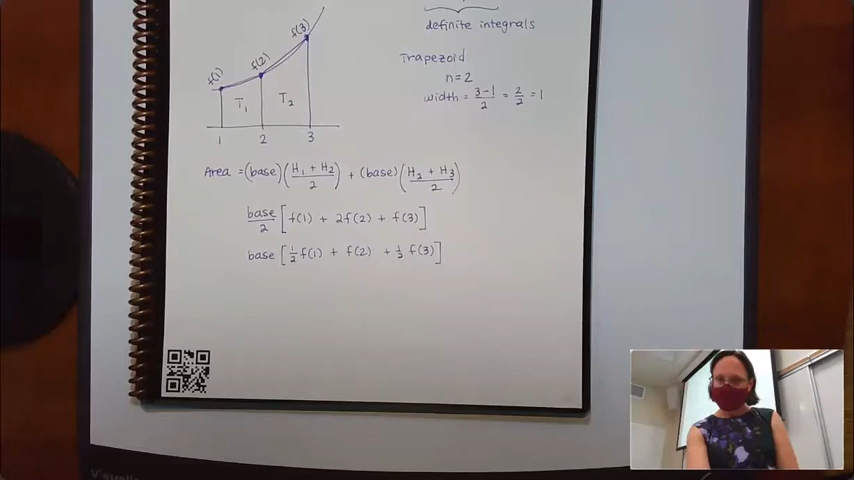 definite integrals
f(1) f(2) f(3)
T1 T2
1 2 3
Trapezoid
n=2
width = (3-1)/2 = 2/2 = 1
Area = (base)((H1 + H2)/2) + (base)((H2 + H3)/2)
base/2 [f(1) + 2f(2) + f(3)]
base [1/2 f(1) + f(2) + 1/2 f(3)]